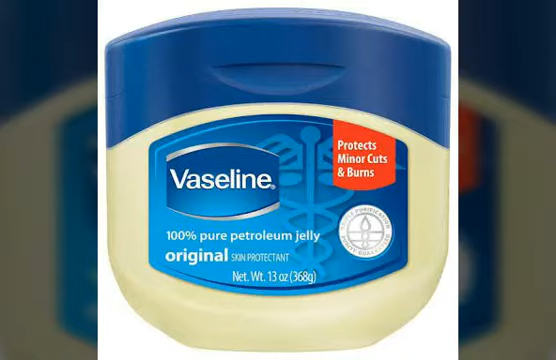 Vaseline®
Protects
Minor Cuts
& Burns
100% pure petroleum jelly
original SKIN PROTECTANT
Net. Wt. 13 oz (368g)